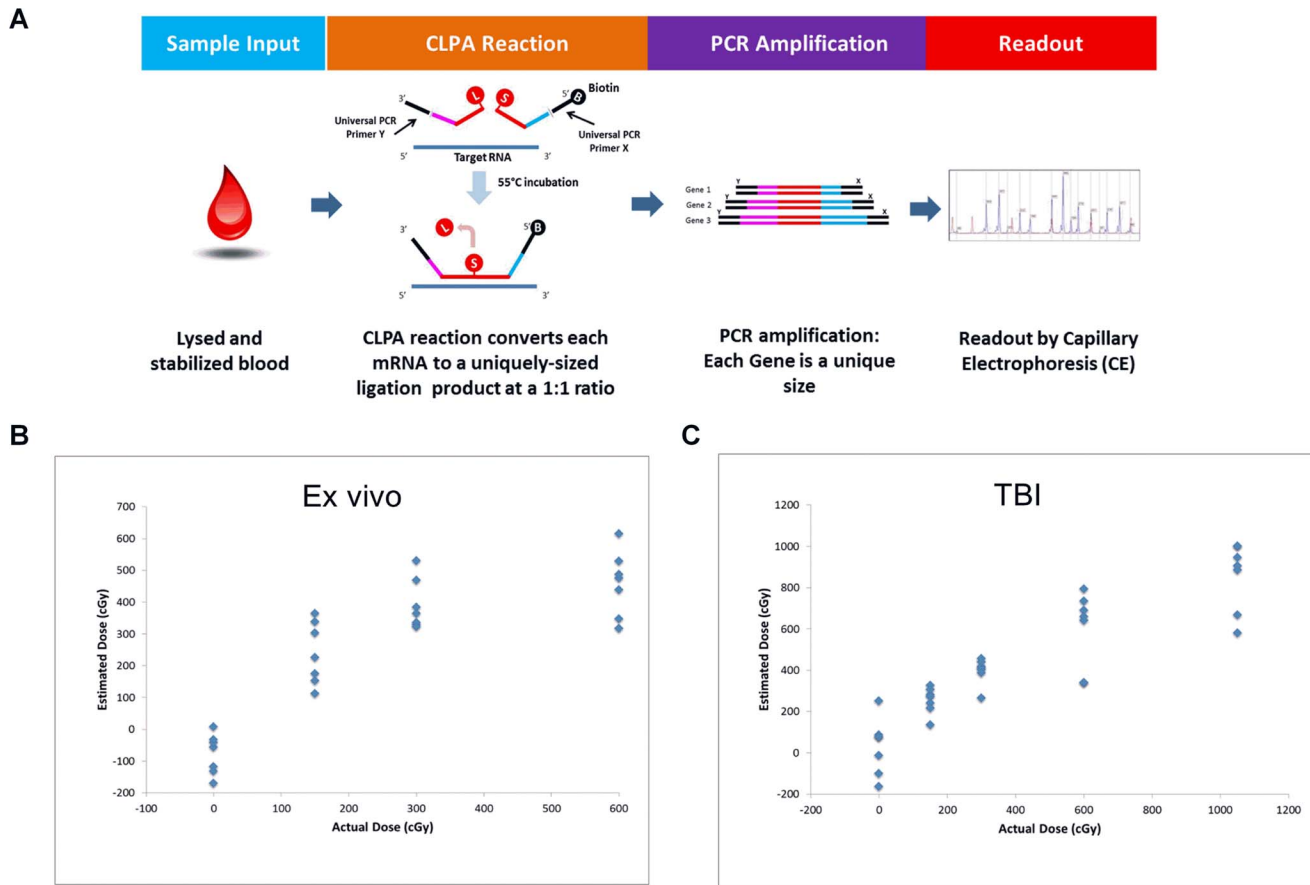 A
Sample Input
CLPA Reaction
PCR Amplification
Readout
3’
L
S
5’
B
Biotin
Universal PCR
Primer Y
Universal PCR
Primer X
5’
Target RNA
3’
55°C incubation
L
S
3’
5’
B
5’
3’
Y
X
Gene 1
Y
X
Gene 2
Y
X
Gene 3
Lysed and
stabilized blood
CLPA reaction converts each
mRNA to a uniquely-sized
ligation product at a 1:1 ratio
PCR amplification:
Each Gene is a unique
size
Readout by Capillary
Electrophoresis (CE)
B
Ex vivo
Estimated Dose (cGy)
700
600
500
400
300
200
100
0
-100
-200
-100
0
100
200
300
400
500
600
Actual Dose (cGy)
C
TBI
Estimated Dose (cGy)
1200
1000
800
600
400
200
0
-200
-200
0
200
400
600
800
1000
1200
Actual Dose (cGy)